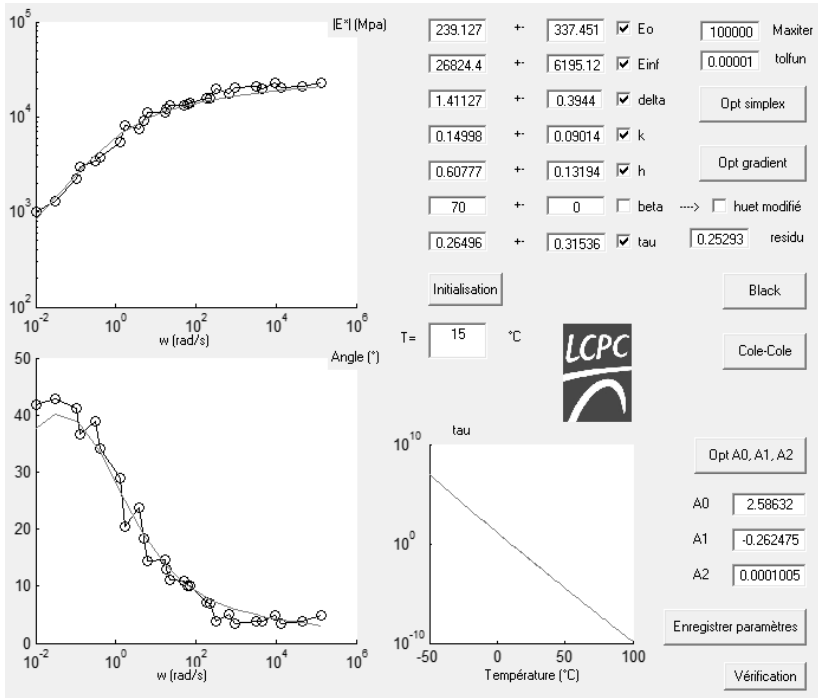 |E*| (Mpa)
10^5
10^4
10^3
10^2
10^-2 10^0 10^2 10^4 10^6
w (rad/s)
Angle (°)
50
40
30
20
10
0
10^-2 10^0 10^2 10^4 10^6
w (rad/s)
239.127 +- 337.451 Eo
26824.4 +- 6195.12 Einf
1.41127 +- 0.3944 delta
0.14998 +- 0.09014 k
0.60777 +- 0.13194 h
70 +- 0 beta ----> huet modifié
0.26496 +- 0.31536 tau
0.25293 residu
100000 Maxiter
0.00001 tolfun
Opt simplex
Opt gradient
Initialisation
Black
T= 15 °C
LCPC
Cole-Cole
tau
10^10
10^0
10^-10
-50 0 50 100
Température (°C)
Opt A0, A1, A2
A0 2.58632
A1 -0.262475
A2 0.0001005
Enregistrer paramètres
Vérification